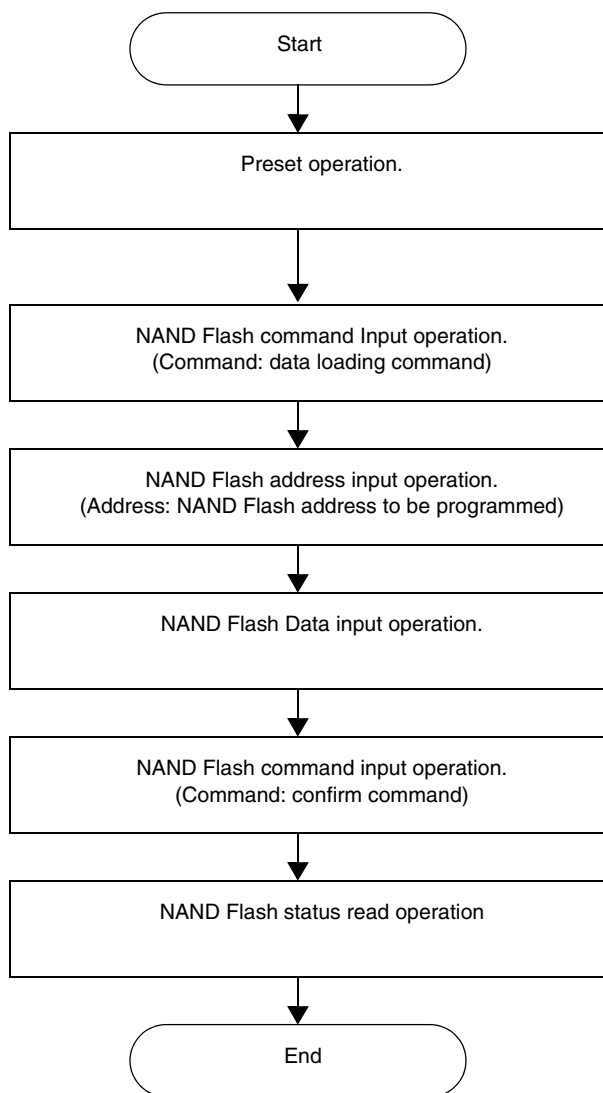 Start
Preset operation.
NAND Flash command Input operation.
(Command: data loading command)
NAND Flash address input operation.
(Address: NAND Flash address to be programmed)
NAND Flash Data input operation.
NAND Flash command input operation.
(Command: confirm command)
NAND Flash status read operation
End